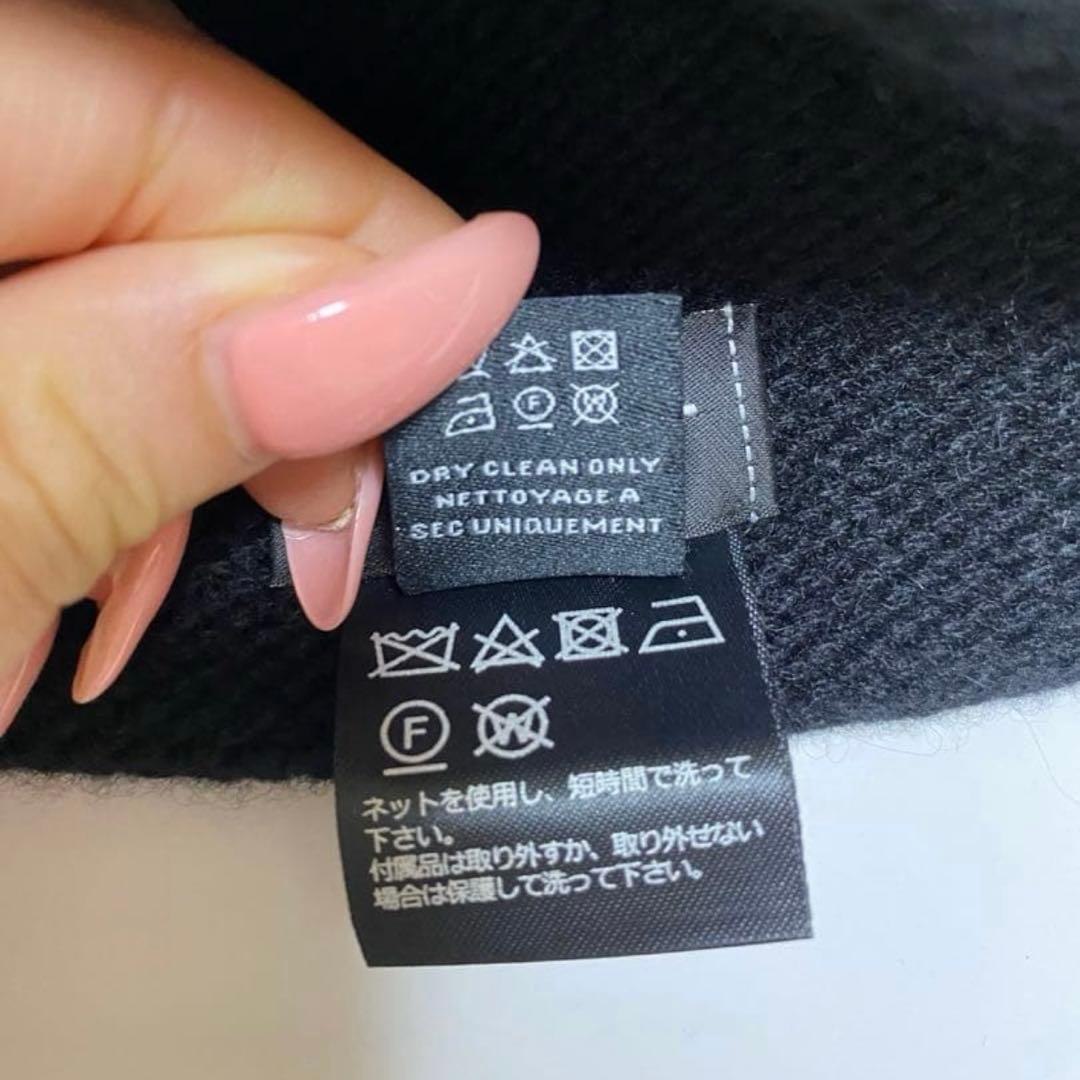 F W
DRY CLEAN ONLY
NETTOYAGE A
SEC UNIQUEMENT
F W
ネットを使用し、短時間で洗って
下さい。
付属品は取り外すか、取り外せない
場合は保護して洗って下さい。